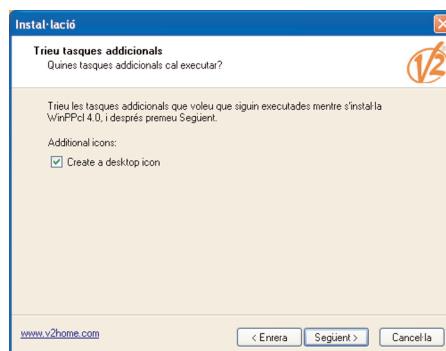 Instal·lació
Trieu tasques addicionals
Quines tasques addicionals cal executar?
V2
Trieu les tasques addicionals que voleu que siguin executades mentre s'instal·la
WinPPcl 4.0, i després premeu Següent.
Additional icons:
Create a desktop icon
www.v2home.com
< Enrera
Següent >
Cancel·la